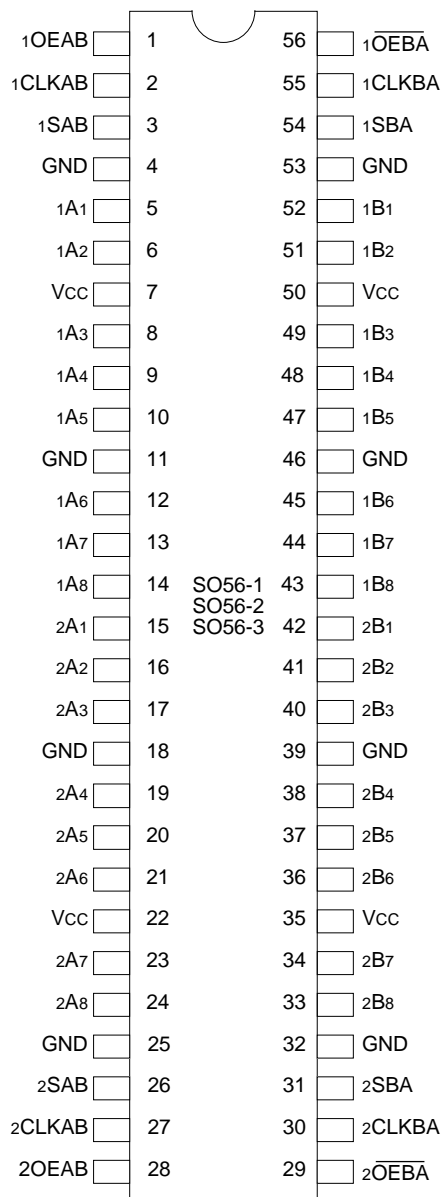 1OEAB 1 56 1OEBA
1CLKAB 2 55 1CLKBA
1SAB 3 54 1SBA
GND 4 53 GND
1A1 5 52 1B1
1A2 6 51 1B2
VCC 7 50 VCC
1A3 8 49 1B3
1A4 9 48 1B4
1A5 10 47 1B5
GND 11 46 GND
1A6 12 45 1B6
1A7 13 44 1B7
1A8 14 SO56-1 43 1B8
SO56-2
2A1 15 SO56-3 42 2B1
2A2 16 41 2B2
2A3 17 40 2B3
GND 18 39 GND
2A4 19 38 2B4
2A5 20 37 2B5
2A6 21 36 2B6
VCC 22 35 VCC
2A7 23 34 2B7
2A8 24 33 2B8
GND 25 32 GND
2SAB 26 31 2SBA
2CLKAB 27 30 2CLKBA
2OEAB 28 29 2OEBA